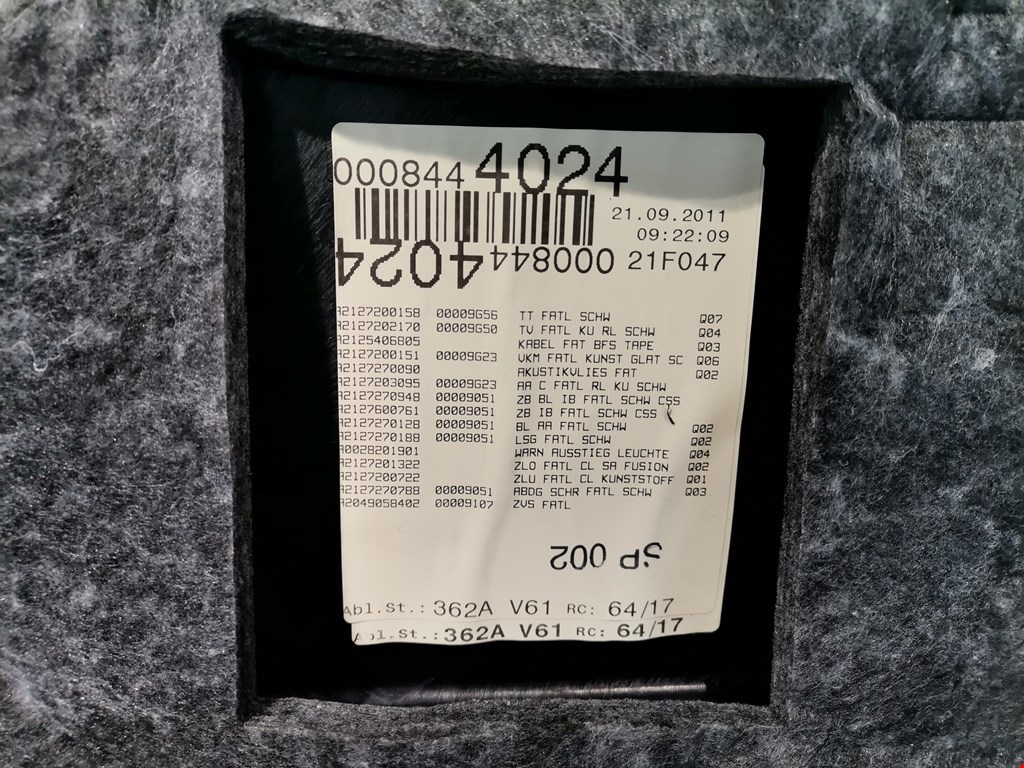 000844 4024
21.09.2011
09:22:09
4024 000844 21F047
A2127200158 00009G56 TT FATL SCHW Q07
A2127202170 00009G50 TV FATL KU RL SCHW Q04
A2125406805 KABEL FAT BFS TAPE Q03
A2127200151 00009G23 VKM FATL KUNST GLAT SC Q06
A2127270090 AKUSTIKVLIES FAT Q02
A2127203095 00009G23 AA C FATL RL KU SCHW
A2127270948 00009051 ZB BL IB FATL SCHW CSS
A2127600761 00009051 ZB IB FATL SCHW CSS
A2127270128 00009051 BL AA FATL SCHW Q02
A2127270188 00009051 LSG FATL SCHW Q02
A0028201901 WARN AUSSTIEG LEUCHTE Q04
A2127201322 ZLO FATL CL SA FUSION Q02
A2127200722 ZLU FATL CL KUNSTSTOFF Q01
A2127270788 00009051 ABDG SCHR FATL SCHW Q03
A2049058402 00009107 ZVS FATL
SP 002
Abl.St.: 362A V61 RC: 64/17
Abl.St.: 362A V61 RC: 64/17